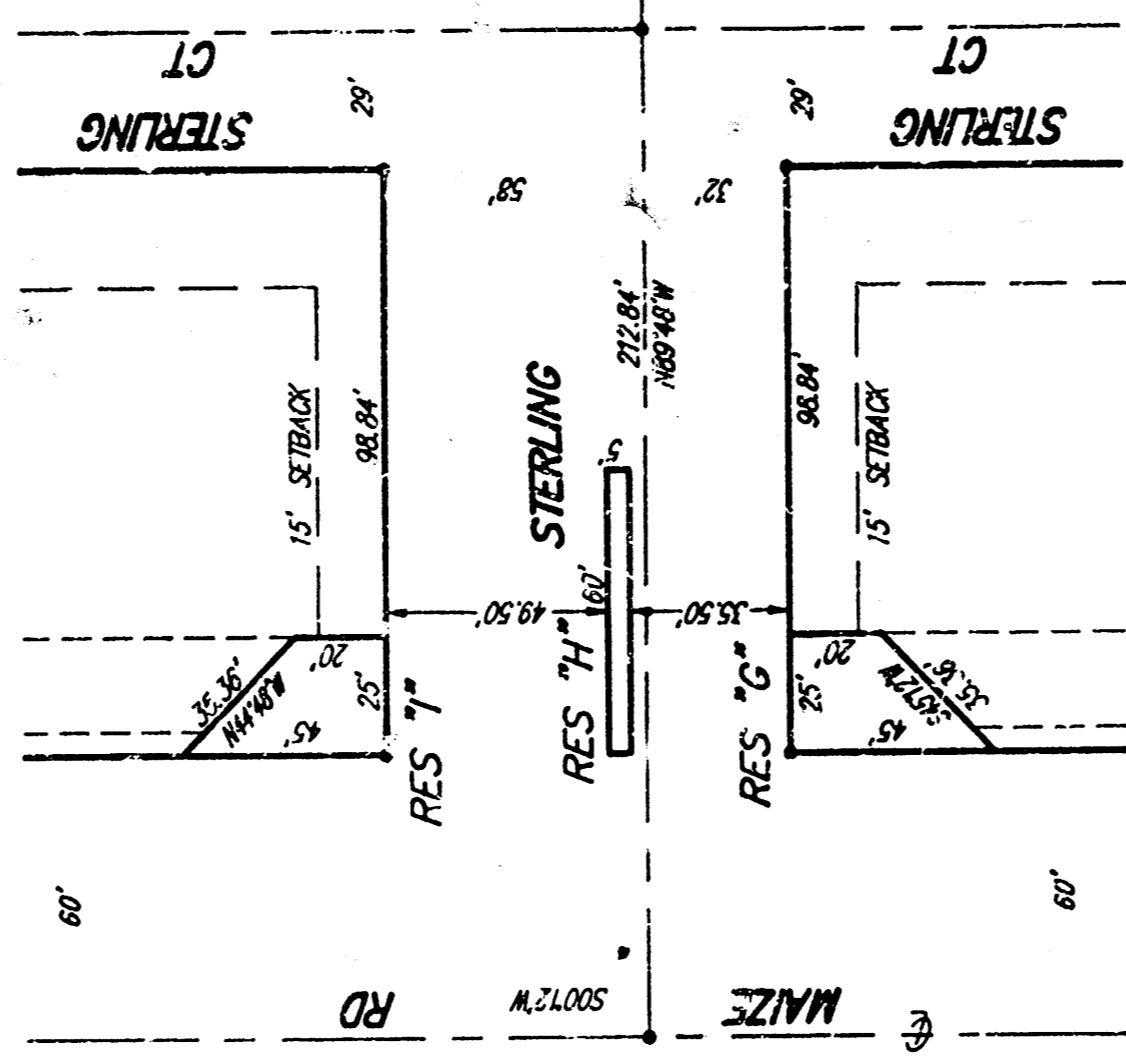 CT
CT
STERLING
STERLING
29'
29'
58'
32'
212.84'
N89°48'W
STERLING
15' SETBACK
98.84'
98.84'
15' SETBACK
5'
60'
49.50'
35.50'
35.36'
N44°48'W
20'
25'
45'
RES "I"
RES "H"
RES "G"
20'
25'
35.36'
45'
60'
60'
RD
S00°12'W
MAIZE